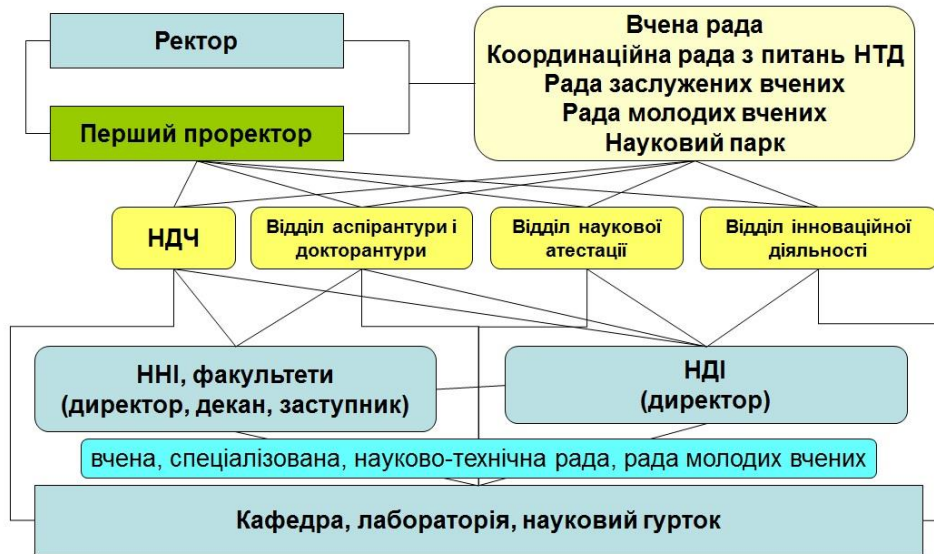 Ректор
Перший проректор
Вчена рада
Координаційна рада з питань НТД
Рада заслужених вчених
Рада молодих вчених
Науковий парк
НДЧ
Відділ аспірантури і
докторантури
Відділ наукової
атестації
Відділ інноваційної
діяльності
ННІ, факультети
(директор, декан, заступник)
НДІ
(директор)
вчена, спеціалізована, науково-технічна рада, рада молодих вчених
Кафедра, лабораторія, науковий гурток